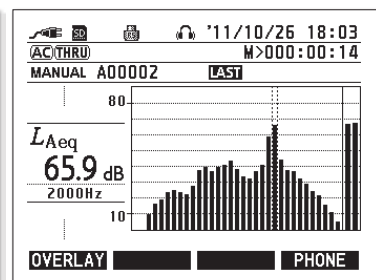 SD '11/10/26 18:03
AC THRU M>000:00:14
MANUAL A00002 LAST
80
LAeq
65.9 dB
2000Hz
10
OVERLAY PHONE